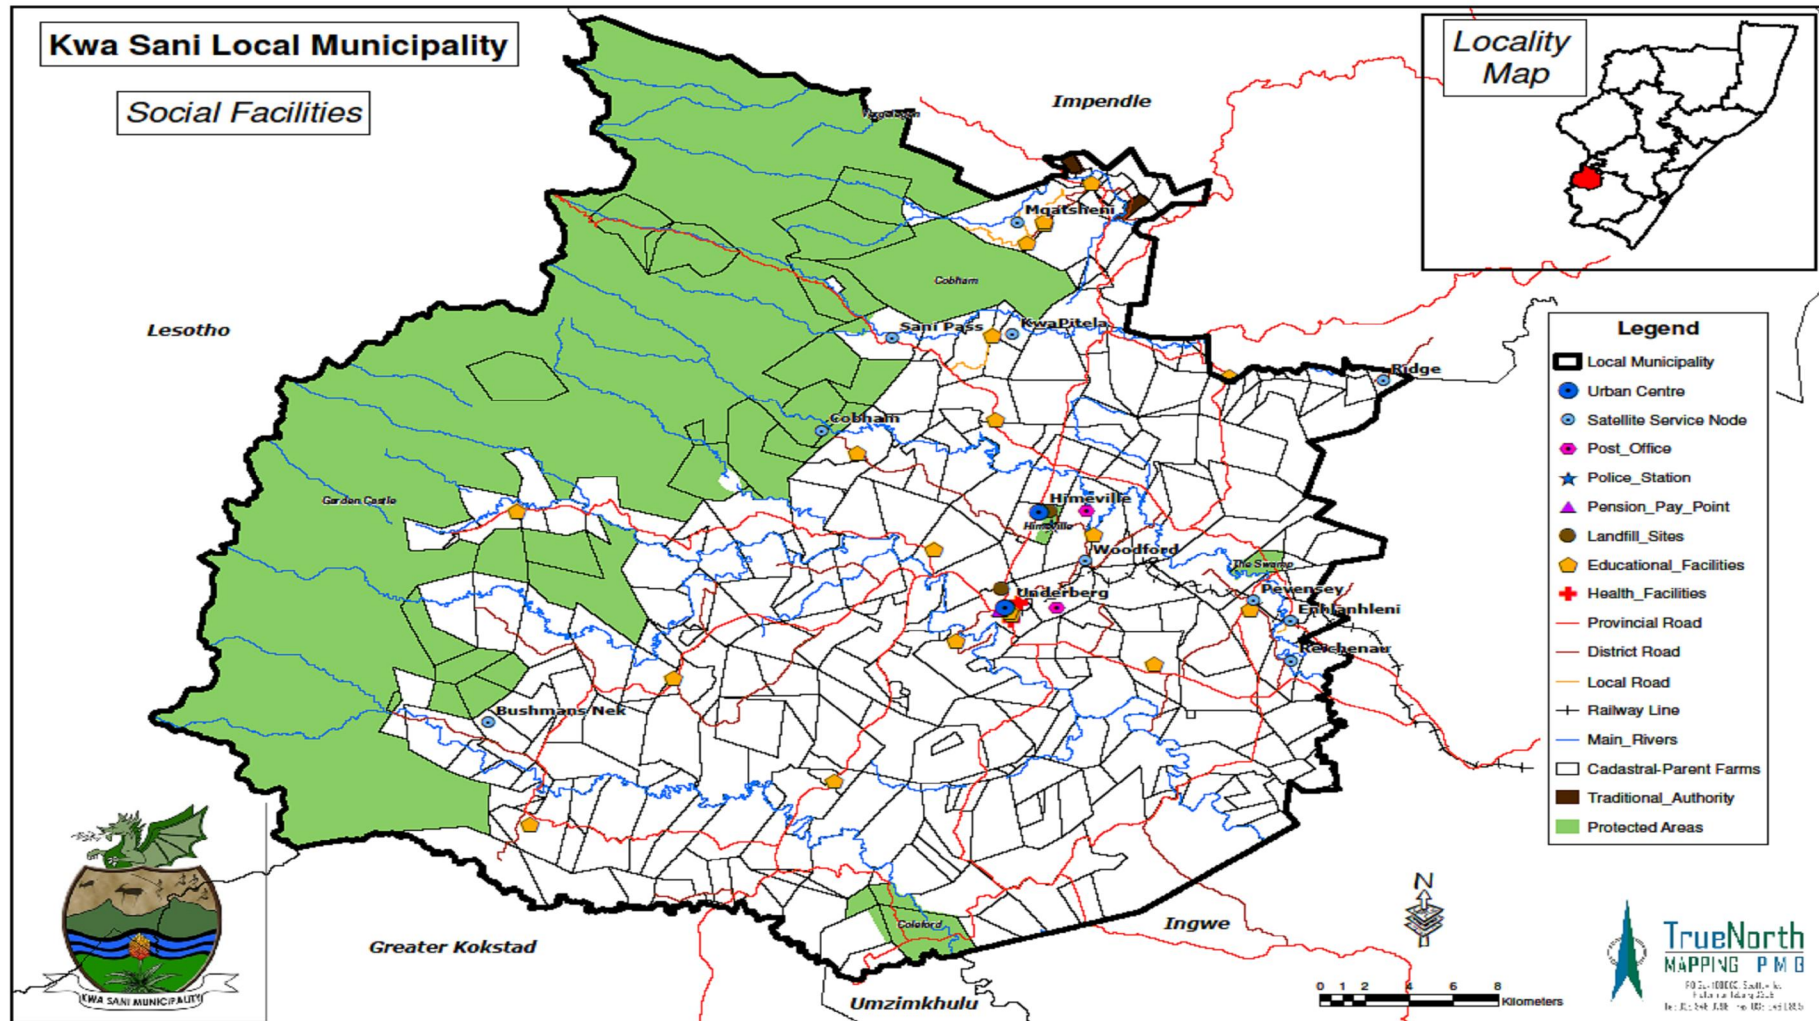 Kwa Sani Local Municipality
Social Facilities
Impendle
Locality
Map
Mqatsheni
Cobham
Lesotho
Sani Pass
KwaPitela
Ridge
Cobham
Garden Castle
Himeville
Himeville
Woodford
The Swamp
Underberg
Pevensey
Enhlanhleni
Reichenau
Bushmans Nek
Coleford
Ingwe
Greater Kokstad
Umzimkhulu
Legend
Local Municipality
Urban Centre
Satellite Service Node
Post_Office
Police_Station
Pension_Pay_Point
Landfill_Sites
Educational_Facilities
Health_Facilities
Provincial Road
District Road
Local Road
Railway Line
Main_Rivers
Cadastral-Parent Farms
Traditional_Authority
Protected Areas
N
0 1 2 4 6 8
Kilometers
KWA SANI MUNICIPALITY
TrueNorth
MAPPING PMB